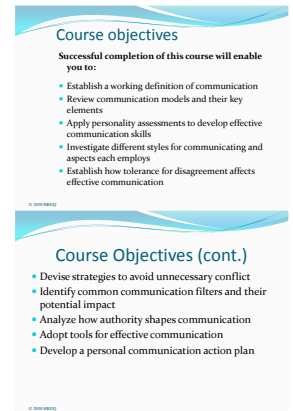 Course objectives
Successful completion of this course will enable
you to:
• Establish a working definition of communication
• Review communication models and their key
elements
• Apply personality assessments to develop effective
communication skills
• Investigate different styles for communicating and
aspects each employs
• Establish how tolerance for disagreement affects
effective communication
Course Objectives (cont.)
• Devise strategies to avoid unnecessary conflict
• Identify common communication filters and their
potential impact
• Analyze how authority shapes communication
• Adopt tools for effective communication
• Develop a personal communication action plan